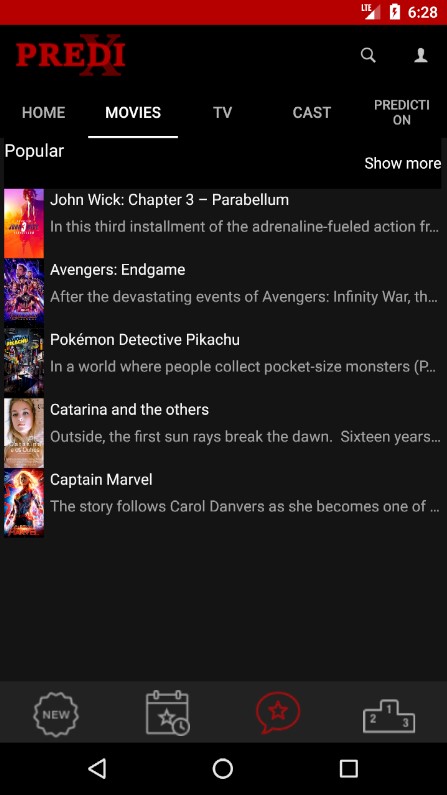 LTE 6:28
PREDI X
HOME MOVIES TV CAST PREDICTI
ON
Popular
Show more
John Wick: Chapter 3 – Parabellum
In this third installment of the adrenaline-fueled action fr...
Avengers: Endgame
After the devastating events of Avengers: Infinity War, th...
Pokémon Detective Pikachu
In a world where people collect pocket-size monsters (P...
Catarina and the others
Outside, the first sun rays break the dawn. Sixteen years...
Captain Marvel
The story follows Carol Danvers as she becomes one of ...
NEW
2 1 3